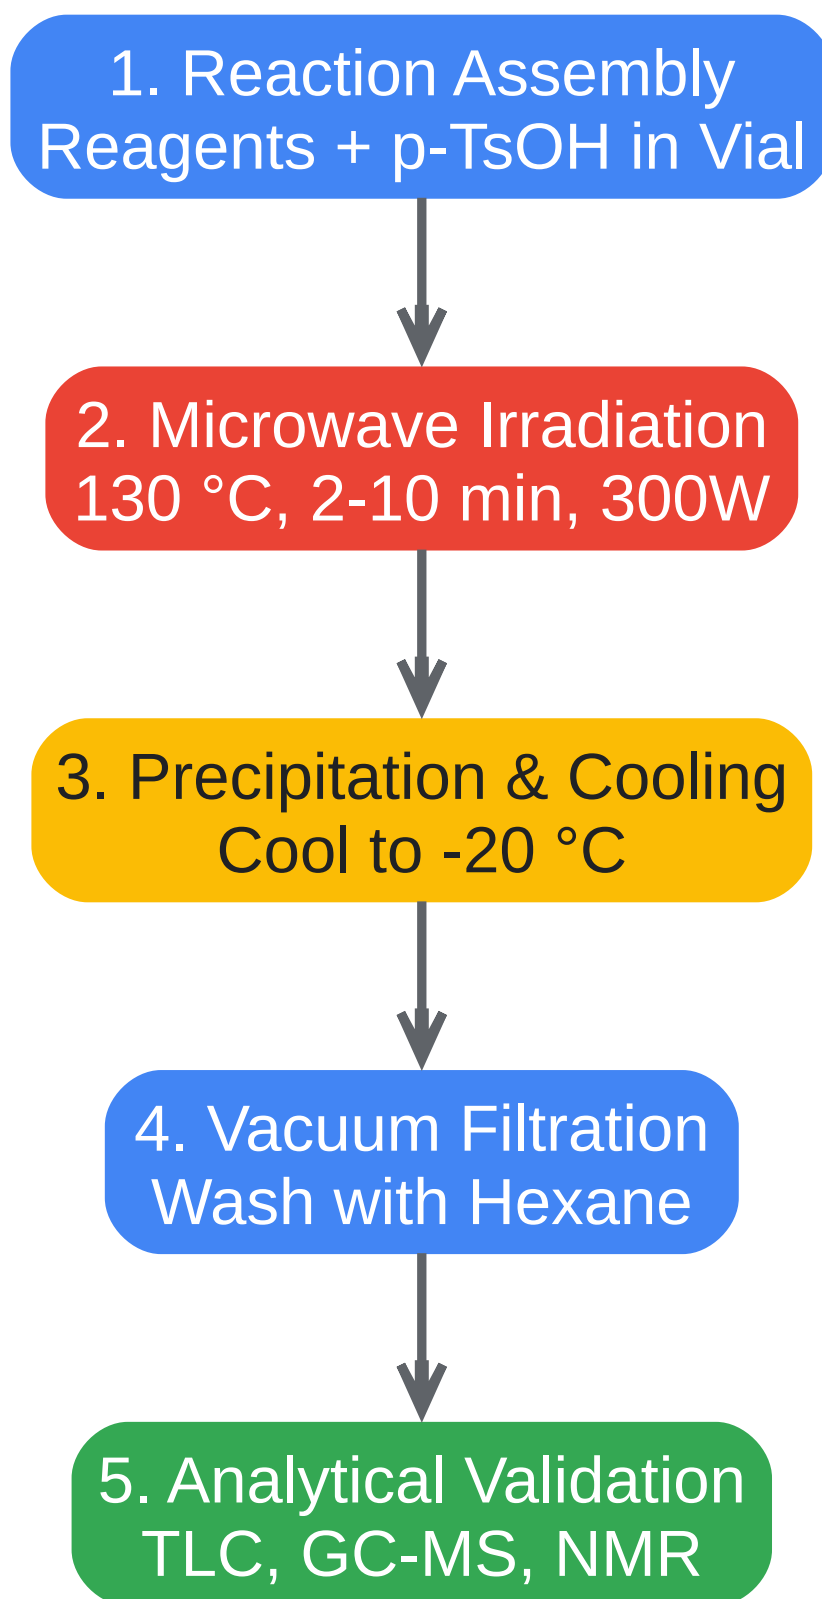 1. Reaction Assembly
Reagents + p-TsOH in Vial
2. Microwave Irradiation
130 °C, 2-10 min, 300W
3. Precipitation & Cooling
Cool to -20 °C
4. Vacuum Filtration
Wash with Hexane
5. Analytical Validation
TLC, GC-MS, NMR